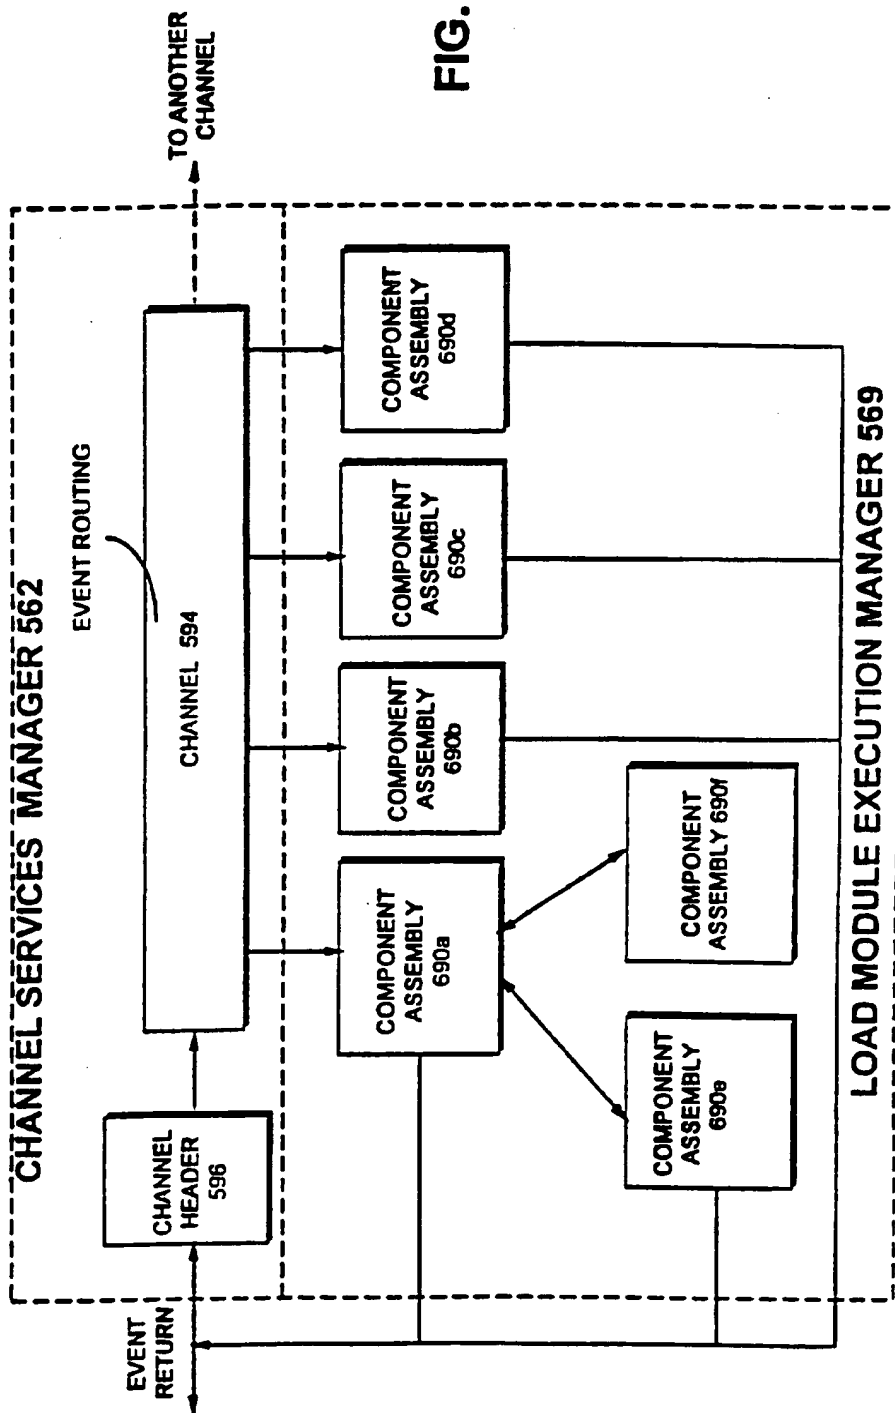 CHANNEL SERVICES MANAGER 562
EVENT ROUTING
TO ANOTHER
CHANNEL
EVENT
RETURN
CHANNEL
HEADER
596
CHANNEL 594
COMPONENT
ASSEMBLY
690a
COMPONENT
ASSEMBLY
690b
COMPONENT
ASSEMBLY
690c
COMPONENT
ASSEMBLY
690d
COMPONENT
ASSEMBLY
690e
COMPONENT
ASSEMBLY 690f
LOAD MODULE EXECUTION MANAGER 569
FIG.